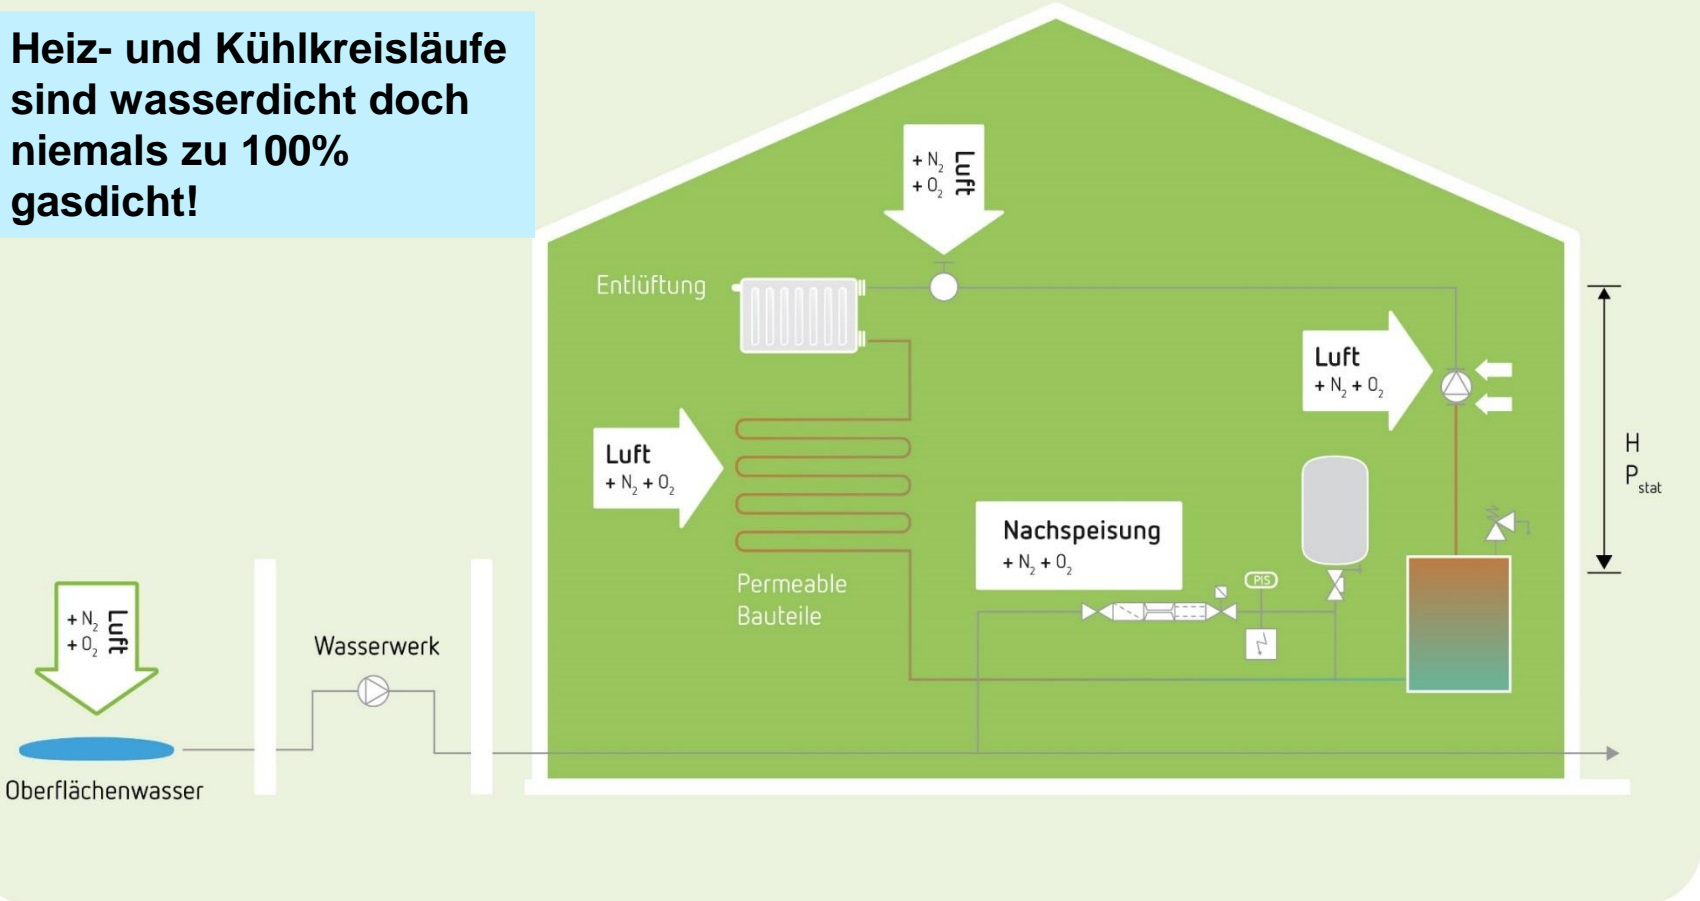 Heiz- und Kühlkreisläufe
sind wasserdicht doch
niemals zu 100%
gasdicht!
+ N₂
+ O₂
Luft
Entlüftung
Luft
+ N₂ + O₂
Luft
+ N₂ + O₂
H
P_stat
Nachspeisung
+ N₂ + O₂
PIS
Permeable
Bauteile
+ N₂
+ O₂
Luft
Wasserwerk
Oberflächenwasser